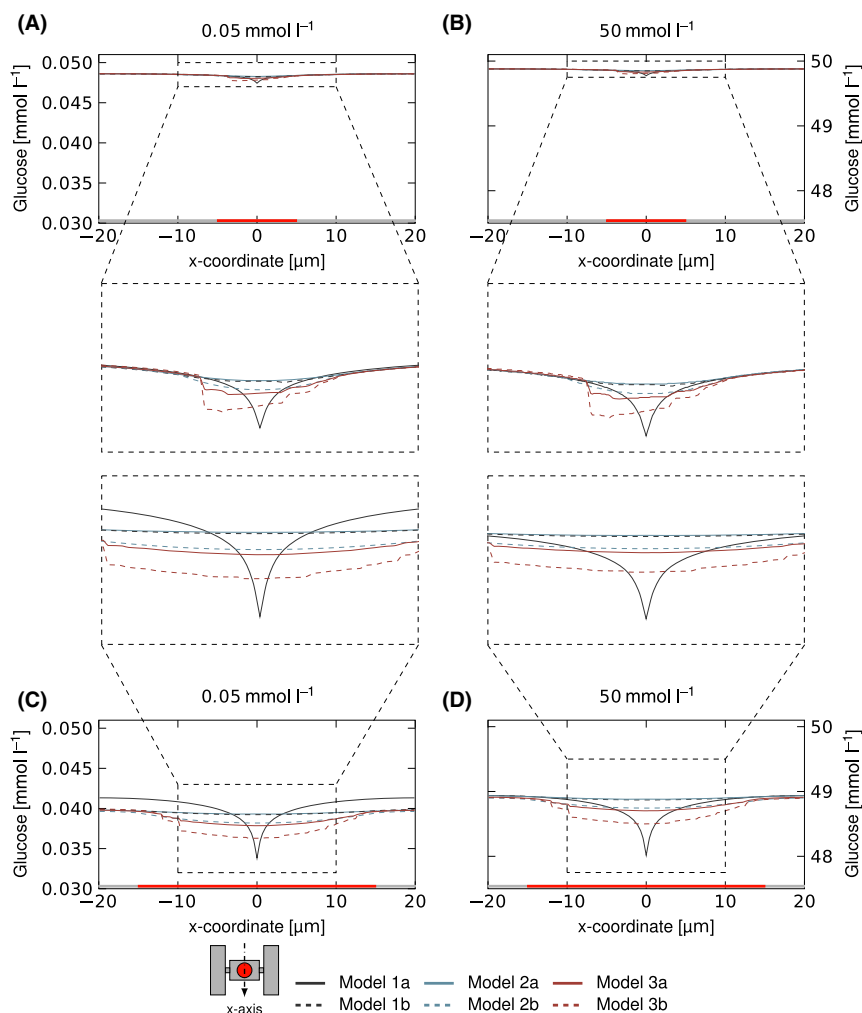 (A) 0.05 mmol l⁻¹
(B) 50 mmol l⁻¹
Glucose [mmol l⁻¹]
0.050
0.045
0.040
0.035
0.030
−20 −10 0 10 20
x-coordinate [µm]
50
49
48
Glucose [mmol l⁻¹]
−20 −10 0 10 20
x-coordinate [µm]
(C) 0.05 mmol l⁻¹
(D) 50 mmol l⁻¹
Glucose [mmol l⁻¹]
0.050
0.045
0.040
0.035
0.030
−20 −10 0 10 20
x-coordinate [µm]
50
49
48
Glucose [mmol l⁻¹]
−20 −10 0 10 20
x-coordinate [µm]
x-axis
Model 1a Model 2a Model 3a
Model 1b Model 2b Model 3b